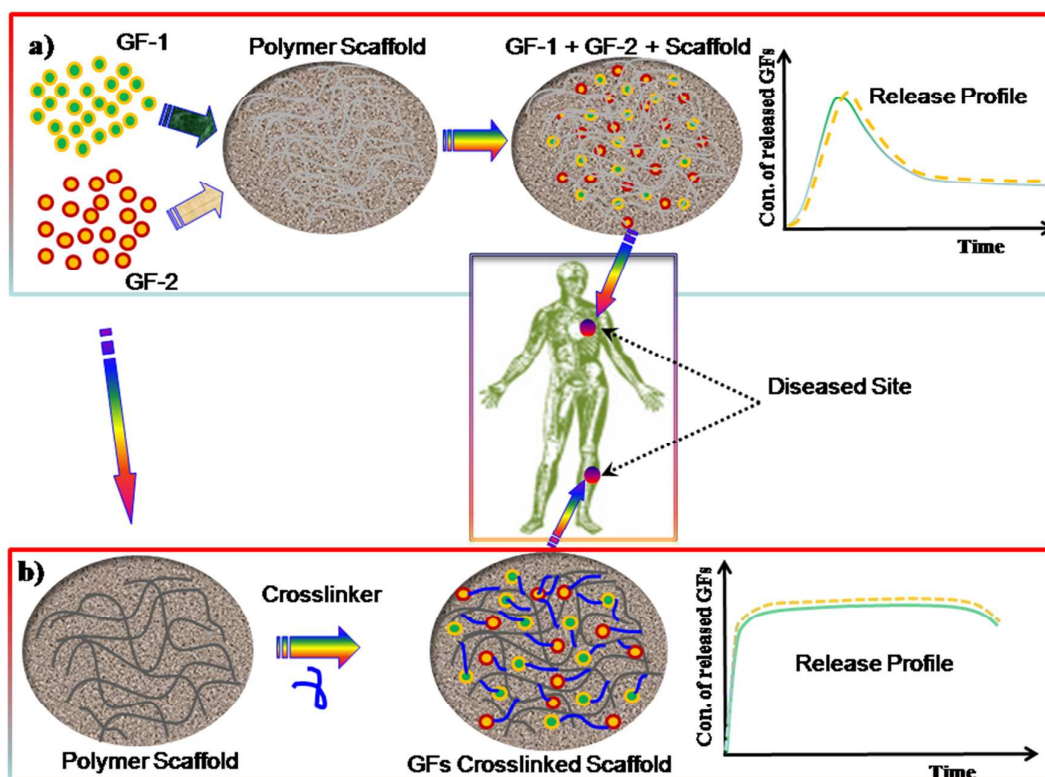 a)
GF-1
Polymer Scaffold
GF-1 + GF-2 + Scaffold
GF-2
Con. of released GFs
Release Profile
Time
Diseased Site
b)
Crosslinker
Polymer Scaffold
GFs Crosslinked Scaffold
Con. of released GFs
Release Profile
Time